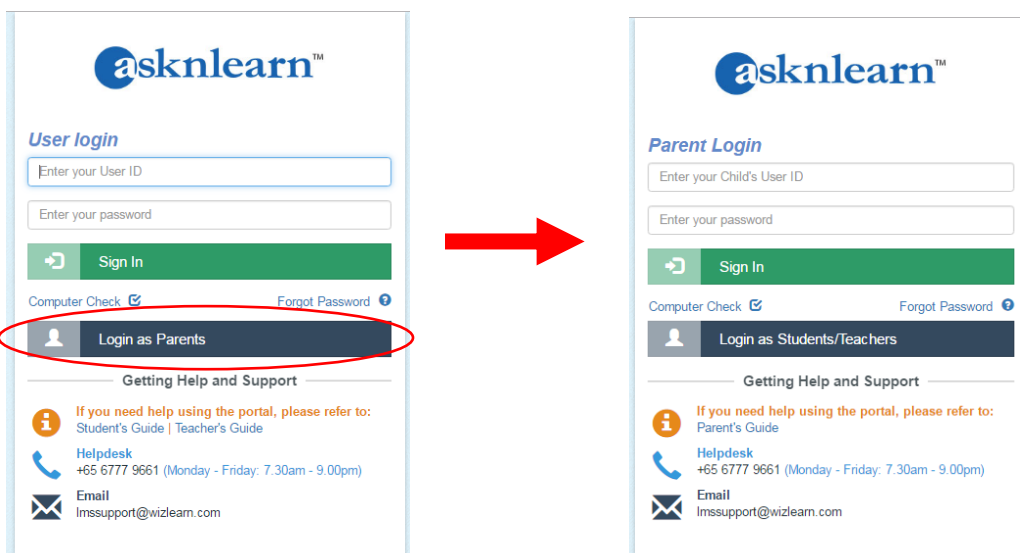 asknlearn™
User login
Enter your User ID
Enter your password
Sign In
Computer Check Forgot Password ?
Login as Parents
Getting Help and Support
If you need help using the portal, please refer to:
Student's Guide | Teacher's Guide
Helpdesk
+65 6777 9661 (Monday - Friday: 7.30am - 9.00pm)
Email
lmssupport@wizlearn.com
asknlearn™
Parent Login
Enter your Child's User ID
Enter your password
Sign In
Computer Check Forgot Password ?
Login as Students/Teachers
Getting Help and Support
If you need help using the portal, please refer to:
Parent's Guide
Helpdesk
+65 6777 9661 (Monday - Friday: 7.30am - 9.00pm)
Email
lmssupport@wizlearn.com